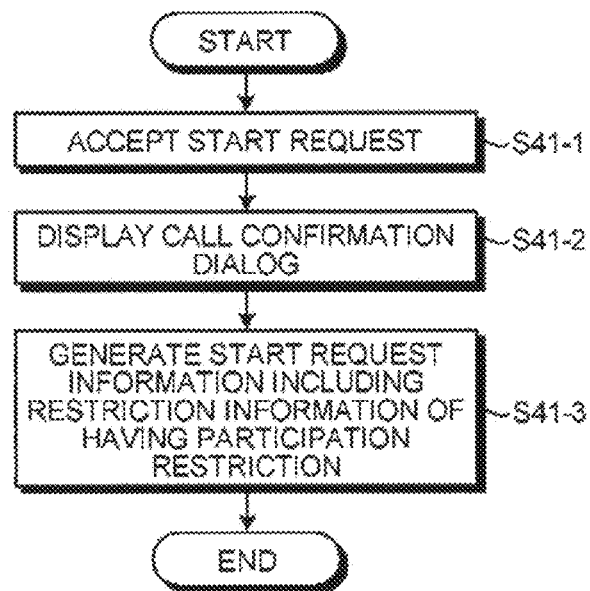 START
ACCEPT START REQUEST
S41-1
DISPLAY CALL CONFIRMATION
DIALOG
S41-2
GENERATE START REQUEST
INFORMATION INCLUDING
RESTRICTION INFORMATION OF
HAVING PARTICIPATION
RESTRICTION
S41-3
END